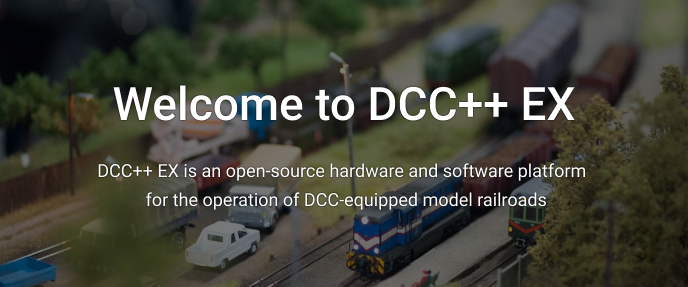 Welcome to DCC++ EX
DCC++ EX is an open-source hardware and software platform
for the operation of DCC-equipped model railroads